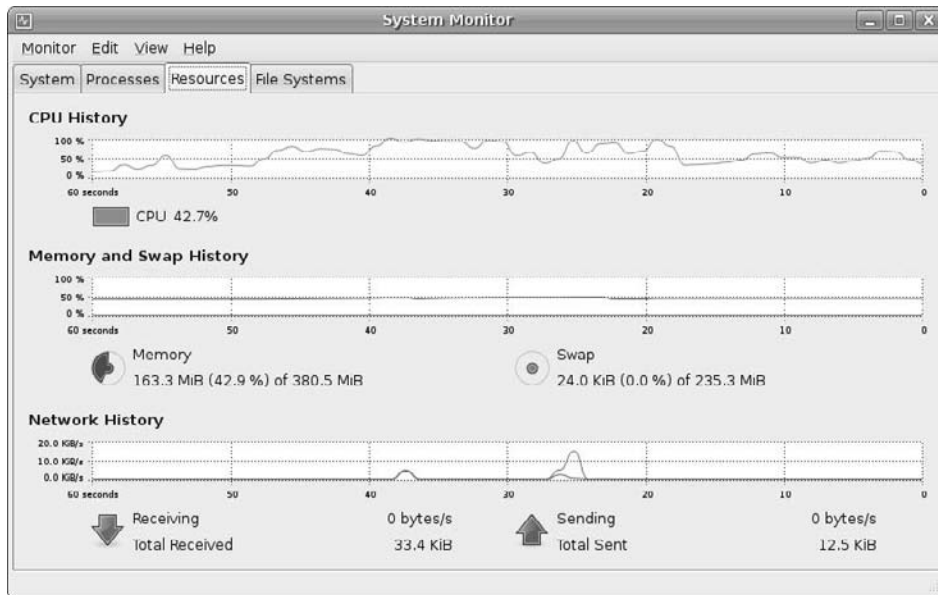 System Monitor
Monitor Edit View Help
System Processes Resources File Systems
CPU History
100 %
50 %
0 %
60 seconds 50 40 30 20 10 0
CPU 42.7%
Memory and Swap History
100 %
50 %
0 %
60 seconds 50 40 30 20 10 0
Memory Swap
163.3 MiB (42.9 %) of 380.5 MiB 24.0 KiB (0.0 %) of 235.3 MiB
Network History
20.0 KiB/s
10.0 KiB/s
0.0 KiB/s
60 seconds 50 40 30 20 10 0
Receiving 0 bytes/s Sending 0 bytes/s
Total Received 33.4 KiB Total Sent 12.5 KiB